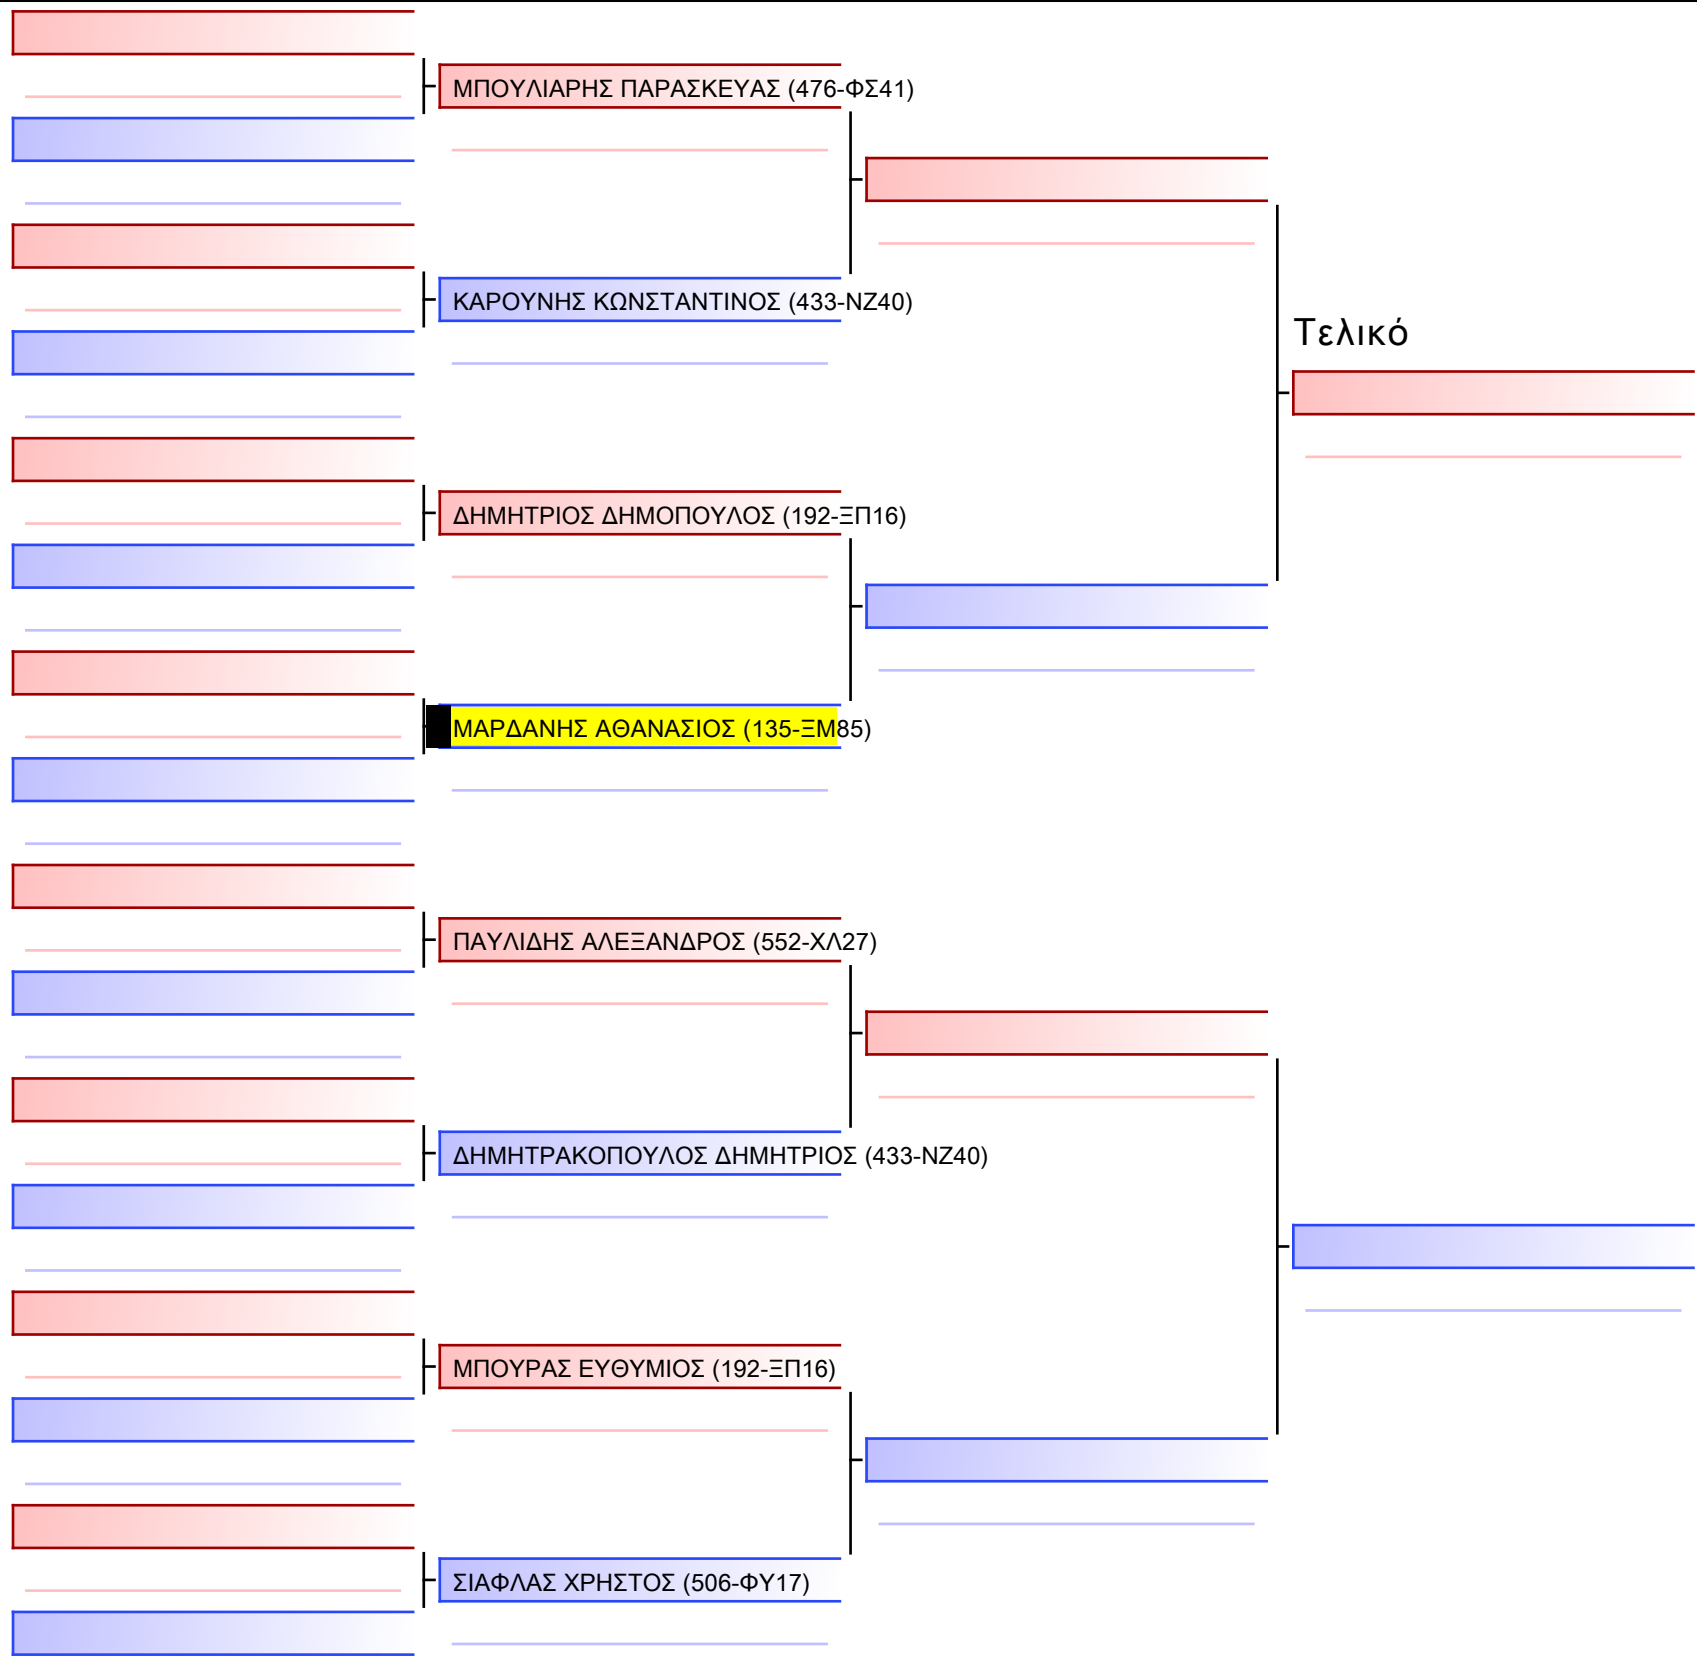 ΜΠΟΥΛΙΑΡΗΣ ΠΑΡΑΣΚΕΥΑΣ (476-ΦΣ41)
ΚΑΡΟΥΝΗΣ ΚΩΝΣΤΑΝΤΙΝΟΣ (433-ΝΖ40)
Τελικό
ΔΗΜΗΤΡΙΟΣ ΔΗΜΟΠΟΥΛΟΣ (192-ΞΠ16)
ΜΑΡΔΑΝΗΣ ΑΘΑΝΑΣΙΟΣ (135-ΞΜ85)
ΠΑΥΛΙΔΗΣ ΑΛΕΞΑΝΔΡΟΣ (552-ΧΛ27)
ΔΗΜΗΤΡΑΚΟΠΟΥΛΟΣ ΔΗΜΗΤΡΙΟΣ (433-ΝΖ40)
ΜΠΟΥΡΑΣ ΕΥΘΥΜΙΟΣ (192-ΞΠ16)
ΣΙΑΦΛΑΣ ΧΡΗΣΤΟΣ (506-ΦΥ17)